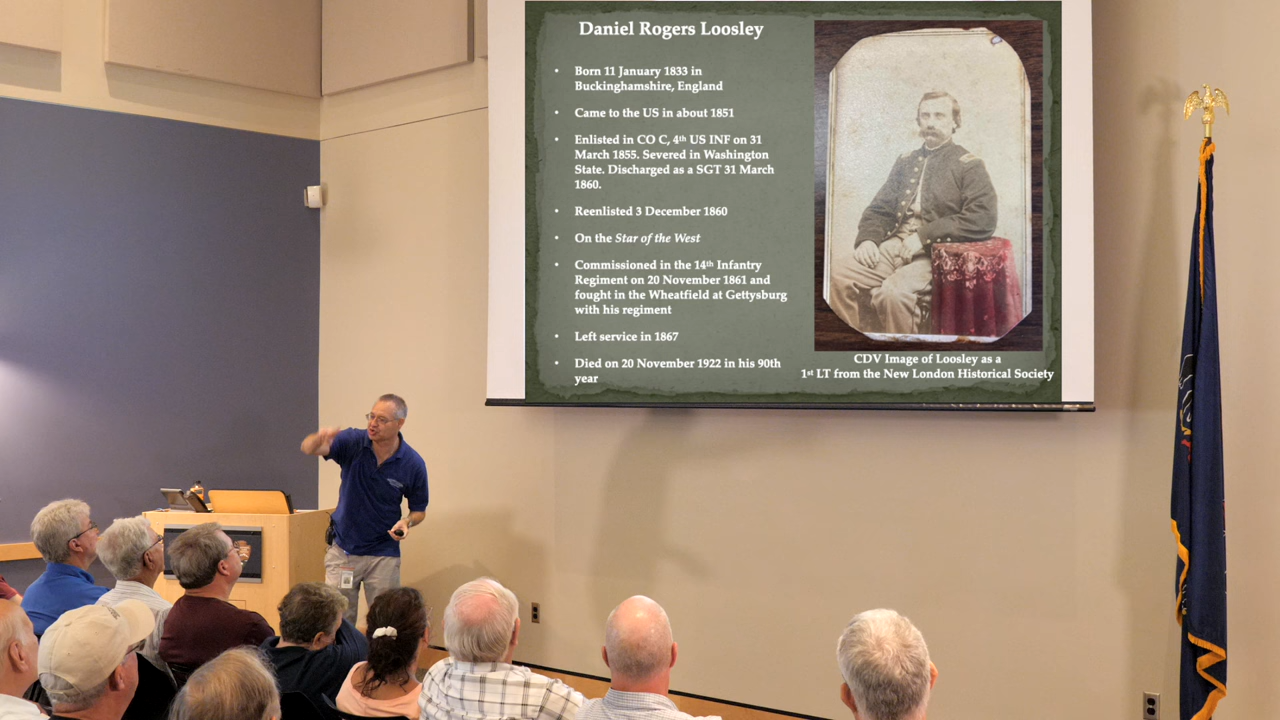 Daniel Rogers Loosley
• Born 11 January 1833 in
Buckinghamshire, England
• Came to the US in about 1851
• Enlisted in CO C, 4th US INF on 31
March 1855. Severed in Washington
State. Discharged as a SGT 31 March
1860.
• Reenlisted 3 December 1860
• On the Star of the West
• Commissioned in the 14th Infantry
Regiment on 20 November 1861 and
fought in the Wheatfield at Gettysburg
with his regiment
• Left service in 1867
• Died on 20 November 1922 in his 90th
year
CDV Image of Loosley as a
1st LT from the New London Historical Society